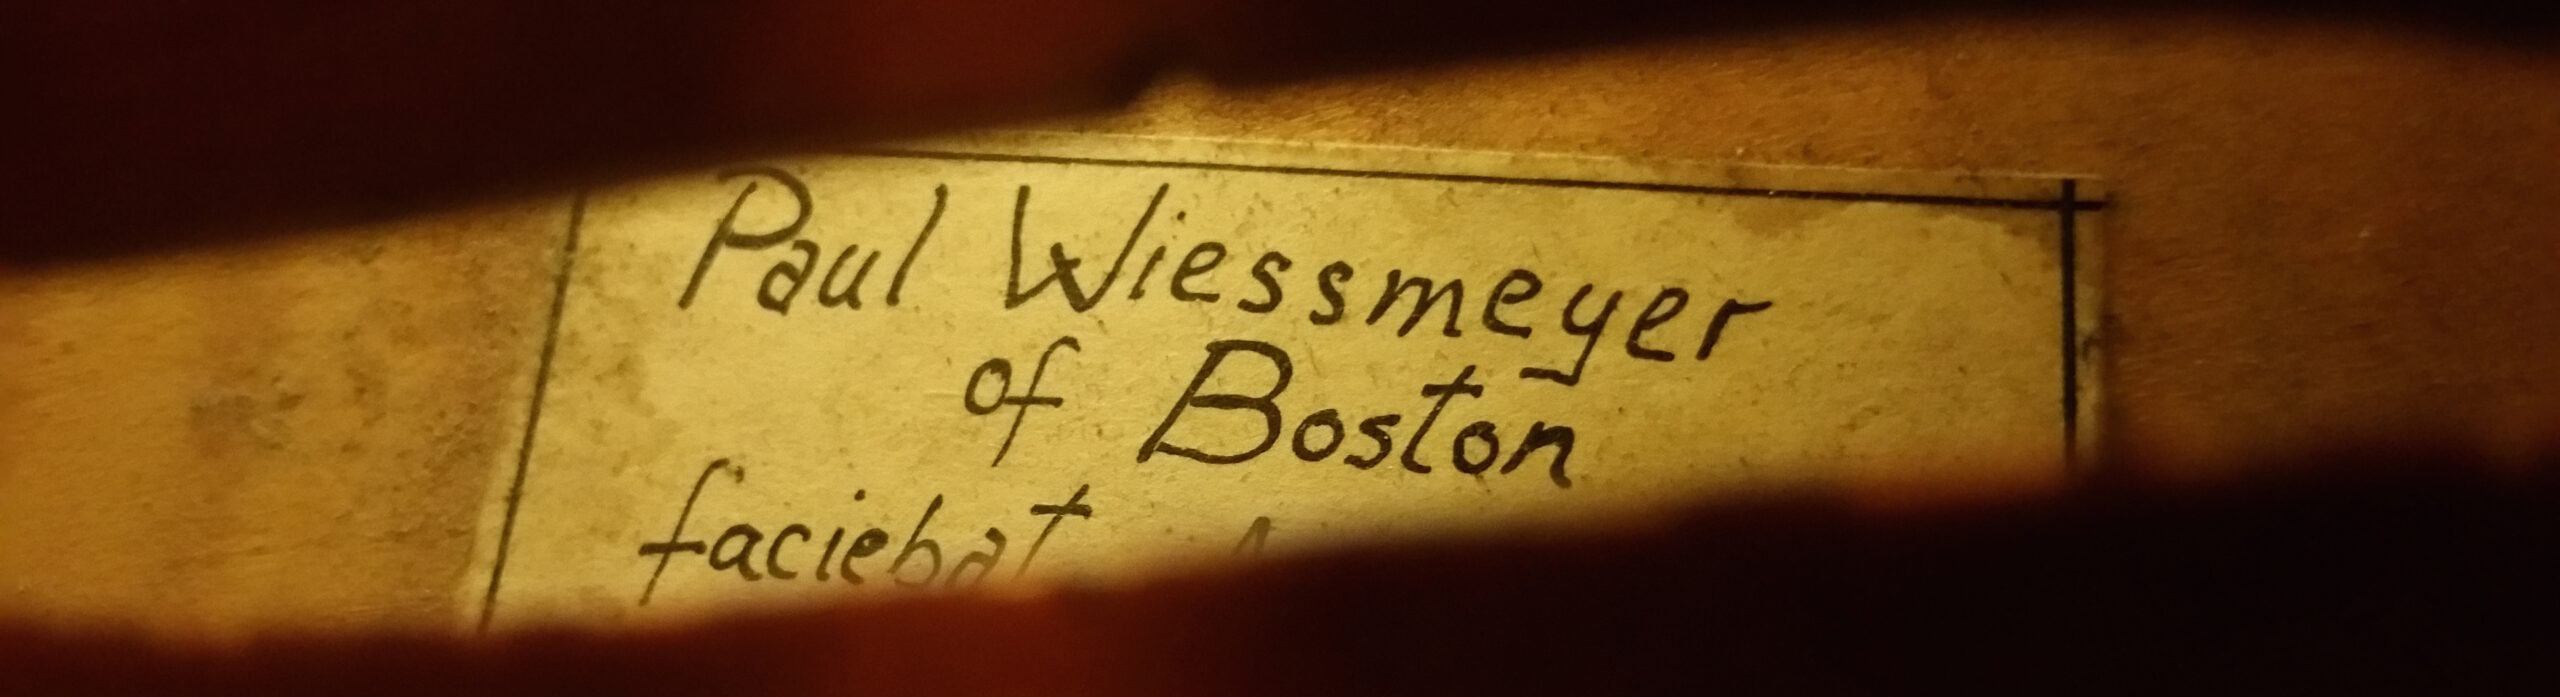 Paul Wiessmeyer
of Boston
faciebat